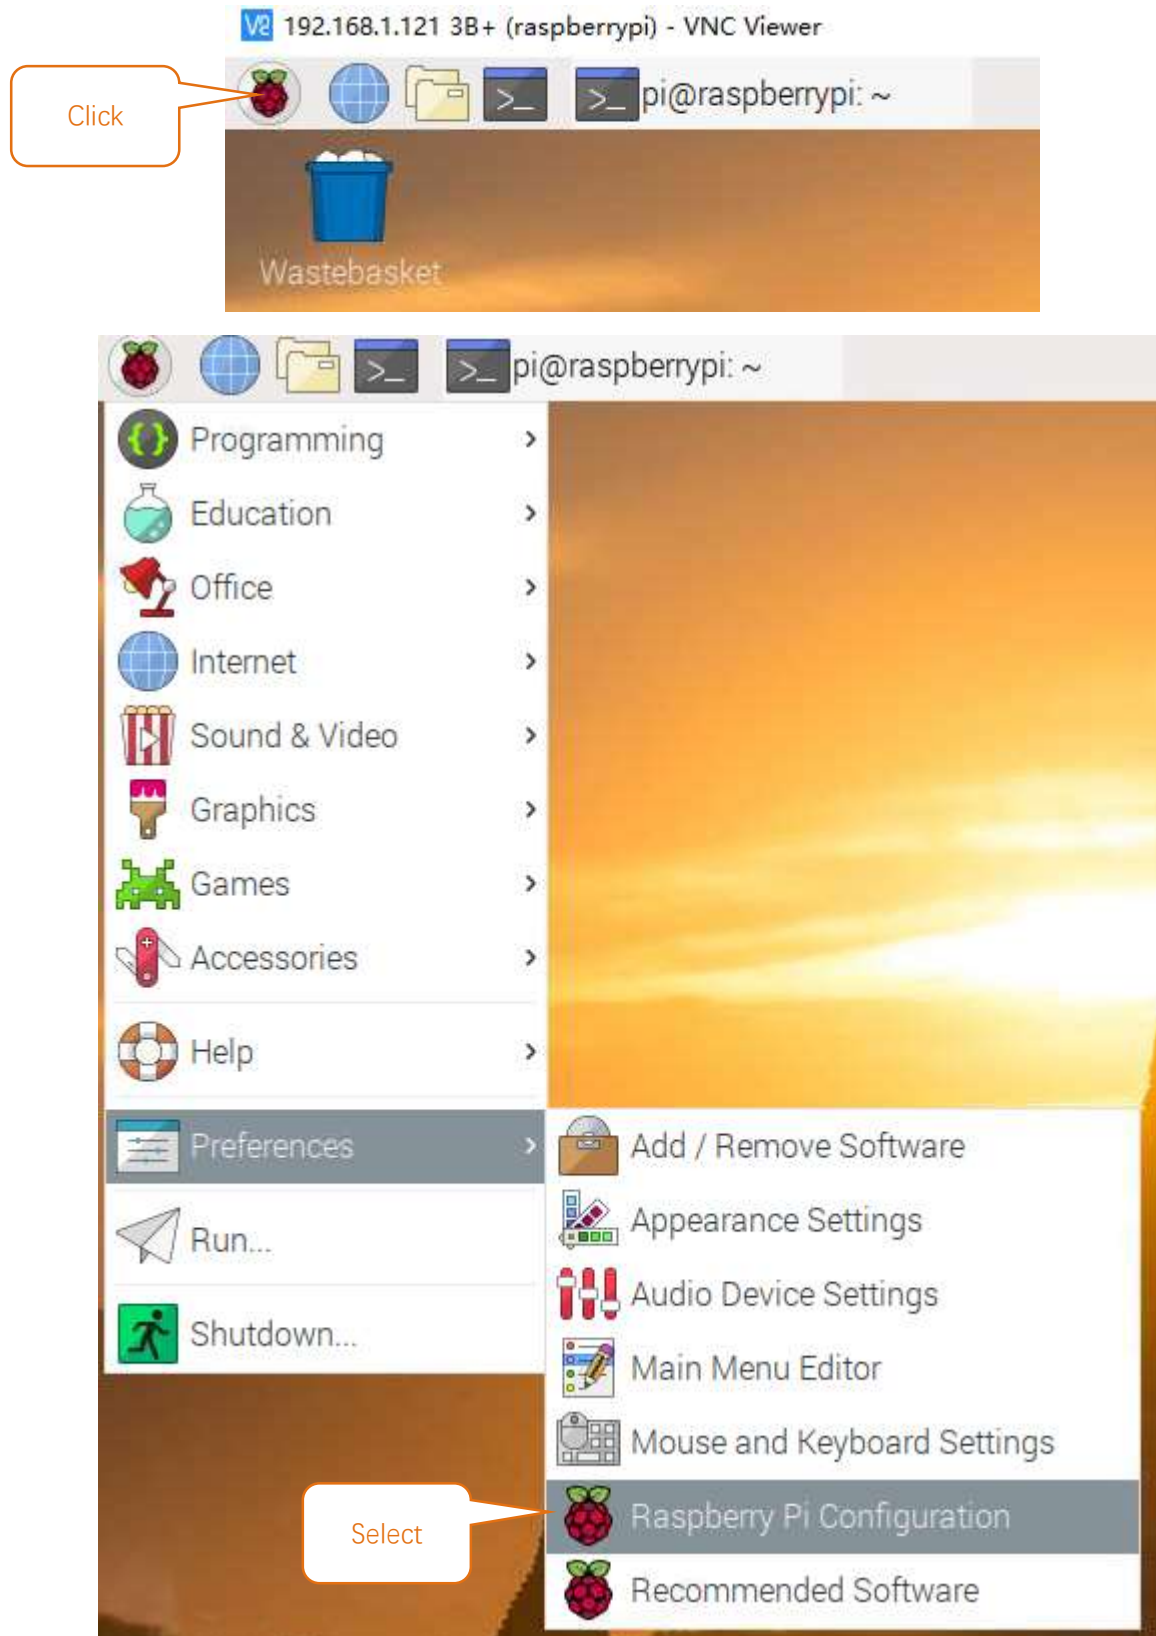 192.168.1.121 3B+ (raspberrypi) - VNC Viewer
Click
pi@raspberrypi: ~
Wastebasket
pi@raspberrypi: ~
Programming
Education
Office
Internet
Sound & Video
Graphics
Games
Accessories
Help
Preferences
Add / Remove Software
Appearance Settings
Run...
Audio Device Settings
Shutdown...
Main Menu Editor
Mouse and Keyboard Settings
Select
Raspberry Pi Configuration
Recommended Software